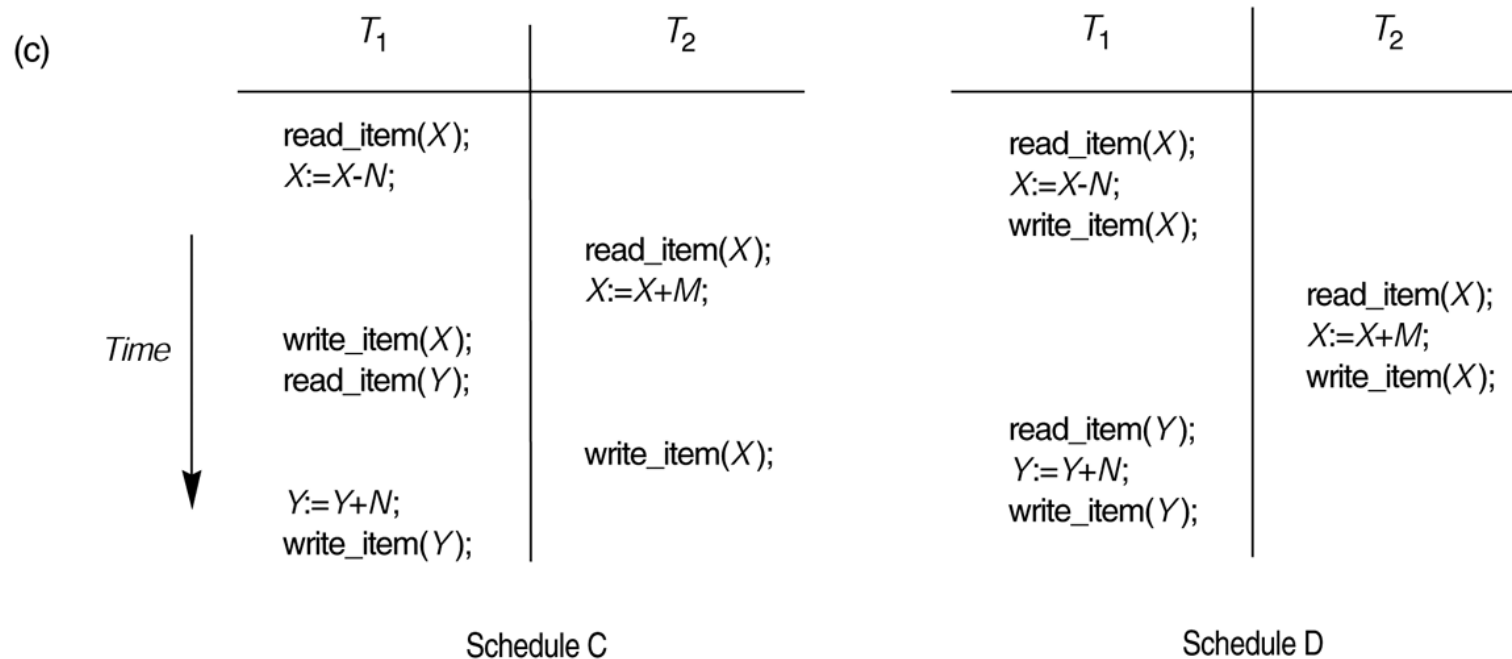 (c)
T1 T2
read_item(X);
X:=X-N;
read_item(X);
X:=X+M;
Time
write_item(X);
read_item(Y);
write_item(X);
Y:=Y+N;
write_item(Y);
Schedule C
T1 T2
read_item(X);
X:=X-N;
write_item(X);
read_item(X);
X:=X+M;
write_item(X);
read_item(Y);
Y:=Y+N;
write_item(Y);
Schedule D